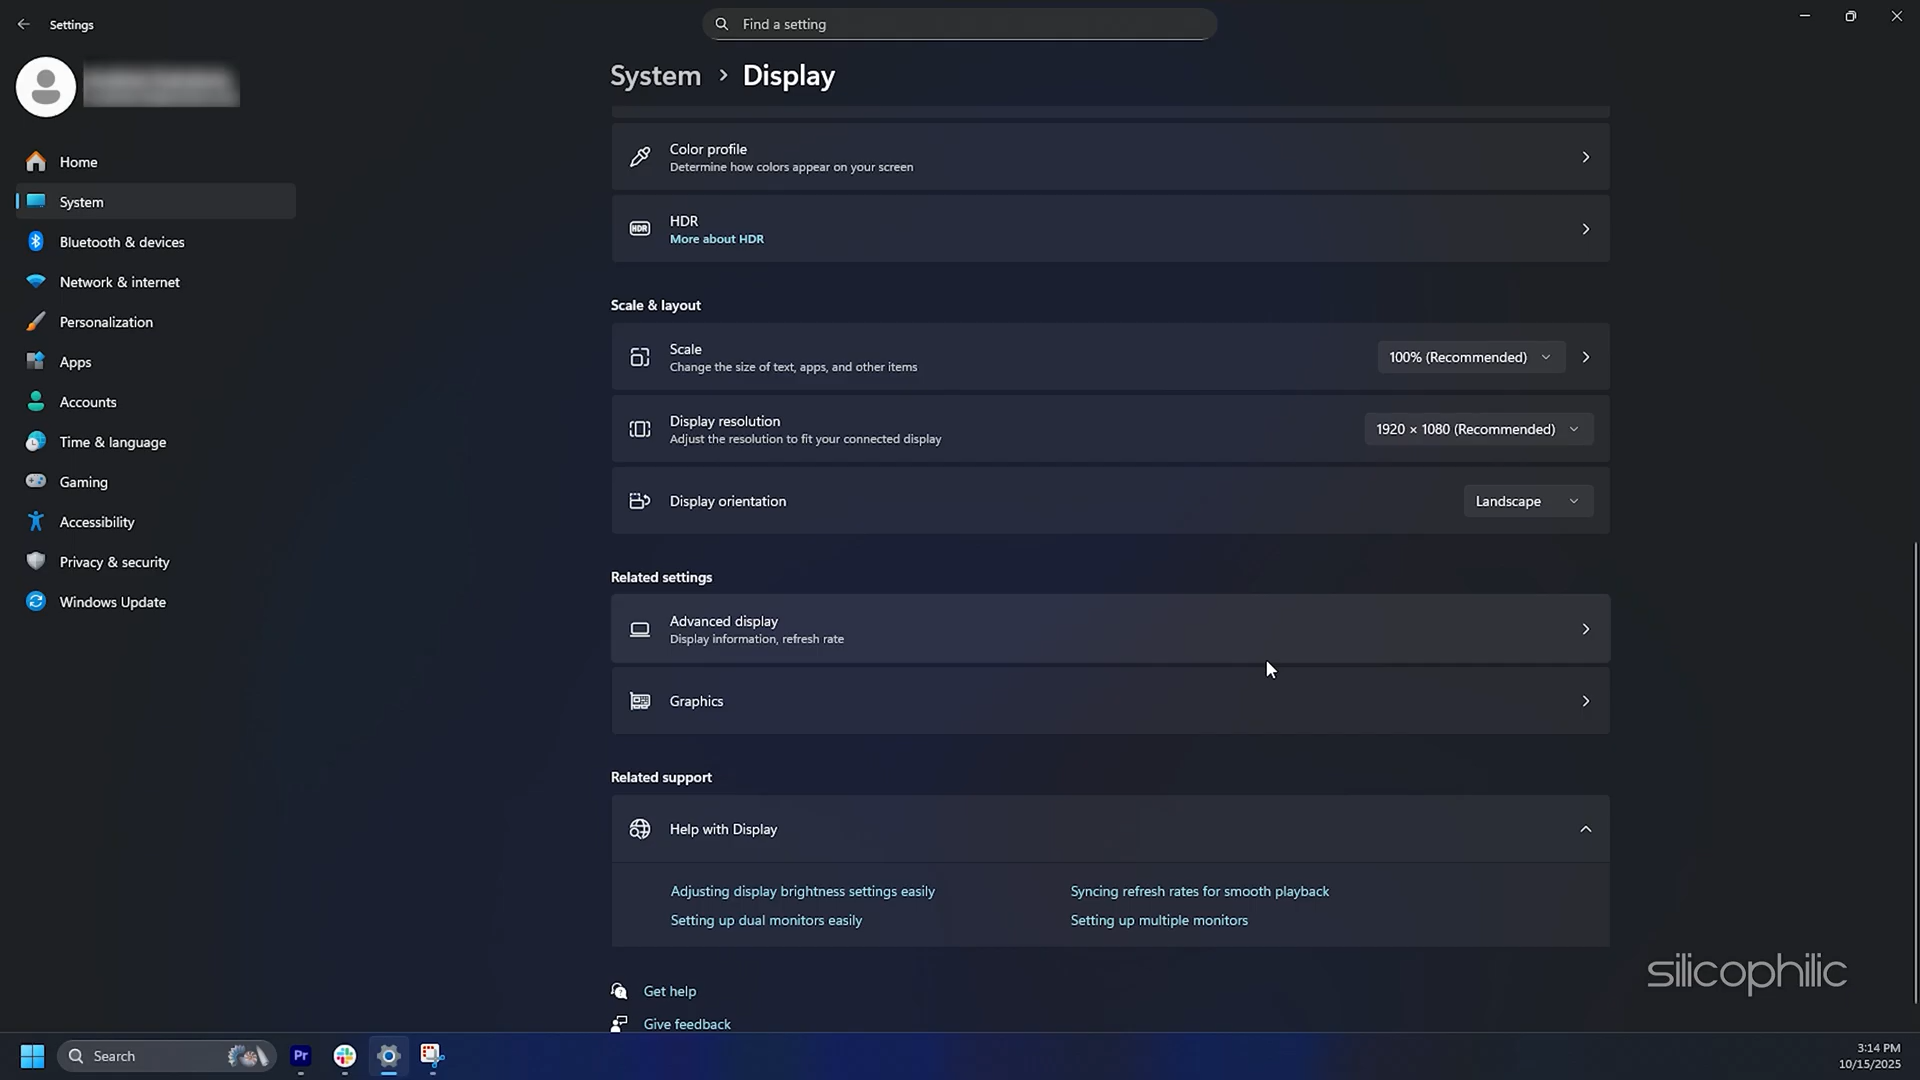 Settings
Find a setting
System > Display
Home
System
Bluetooth & devices
Network & internet
Personalization
Apps
Accounts
Time & language
Gaming
Accessibility
Privacy & security
Windows Update
Color profile
Determine how colors appear on your screen
HDR
HDR
More about HDR
Scale & layout
Scale
Change the size of text, apps, and other items
100% (Recommended)
Display resolution
Adjust the resolution to fit your connected display
1920 × 1080 (Recommended)
Display orientation
Landscape
Related settings
Advanced display
Display information, refresh rate
Graphics
Related support
Help with Display
Adjusting display brightness settings easily
Syncing refresh rates for smooth playback
Setting up dual monitors easily
Setting up multiple monitors
silicophilic
Get help
Give feedback
Search
Pr
3:14 PM
10/15/2025